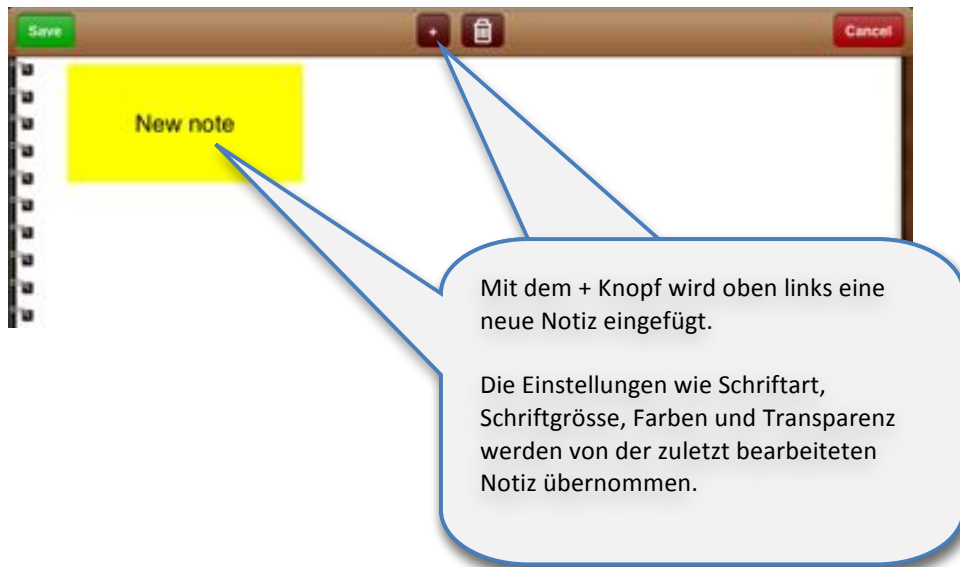 Save
+
Cancel
New note
Mit dem + Knopf wird oben links eine
neue Notiz eingefügt.
Die Einstellungen wie Schriftart,
Schriftgrösse, Farben und Transparenz
werden von der zuletzt bearbeiteten
Notiz übernommen.